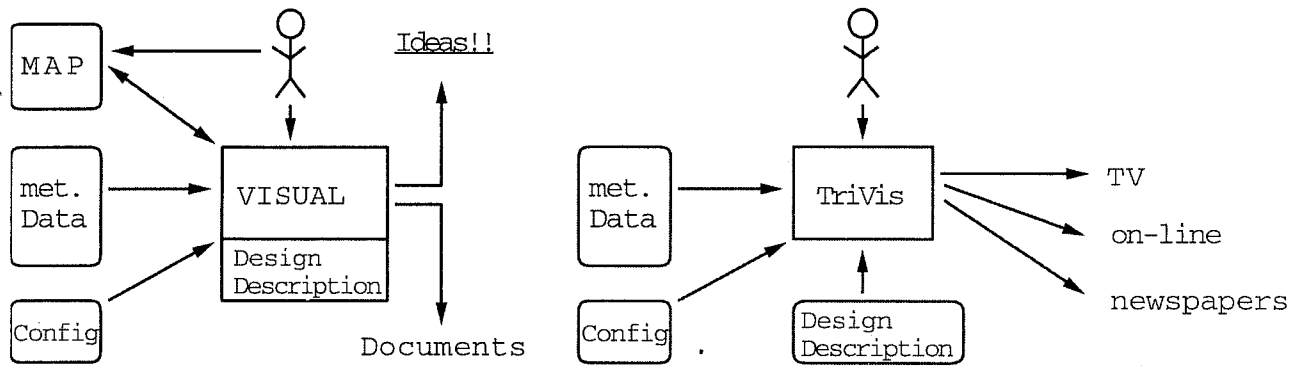 Ideas!!
MAP
met.
Data
VISUAL
Design
Description
Config
Documents
met.
Data
TriVis
TV
on-line
newspapers
Config
Design
Description